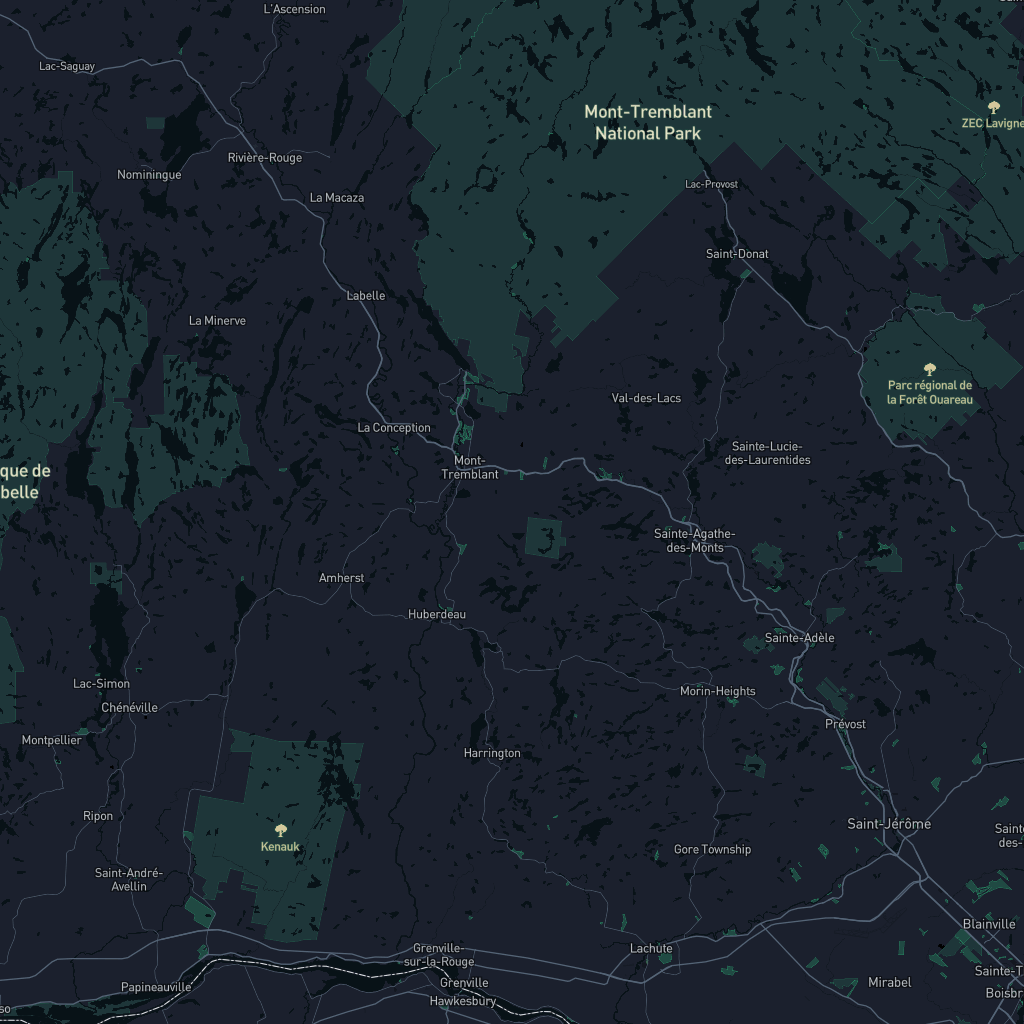 L'Ascension
Lac-Saguay
Mont-Tremblant
National Park
ZEC Lavigne
Rivière-Rouge
Nominingue
Lac-Provost
La Macaza
Saint-Donat
Labelle
La Minerve
Parc régional de
la Forêt Ouareau
Val-des-Lacs
La Conception
Sainte-Lucie-
des-Laurentides
Mont-
Tremblant
que de
belle
Sainte-Agathe-
des-Monts
Amherst
Huberdeau
Sainte-Adèle
Lac-Simon
Morin-Heights
Chénéville
Prévost
Montpellier
Harrington
Ripon
Saint-Jérôme
Sainte
des-
Kenauk
Gore Township
Saint-André-
Avellin
Blainville
Grenville-
sur-la-Rouge
Lachute
Sainte-T
Mirabel
Grenville
Papineauville
Boisbr
Hawkesbury
so